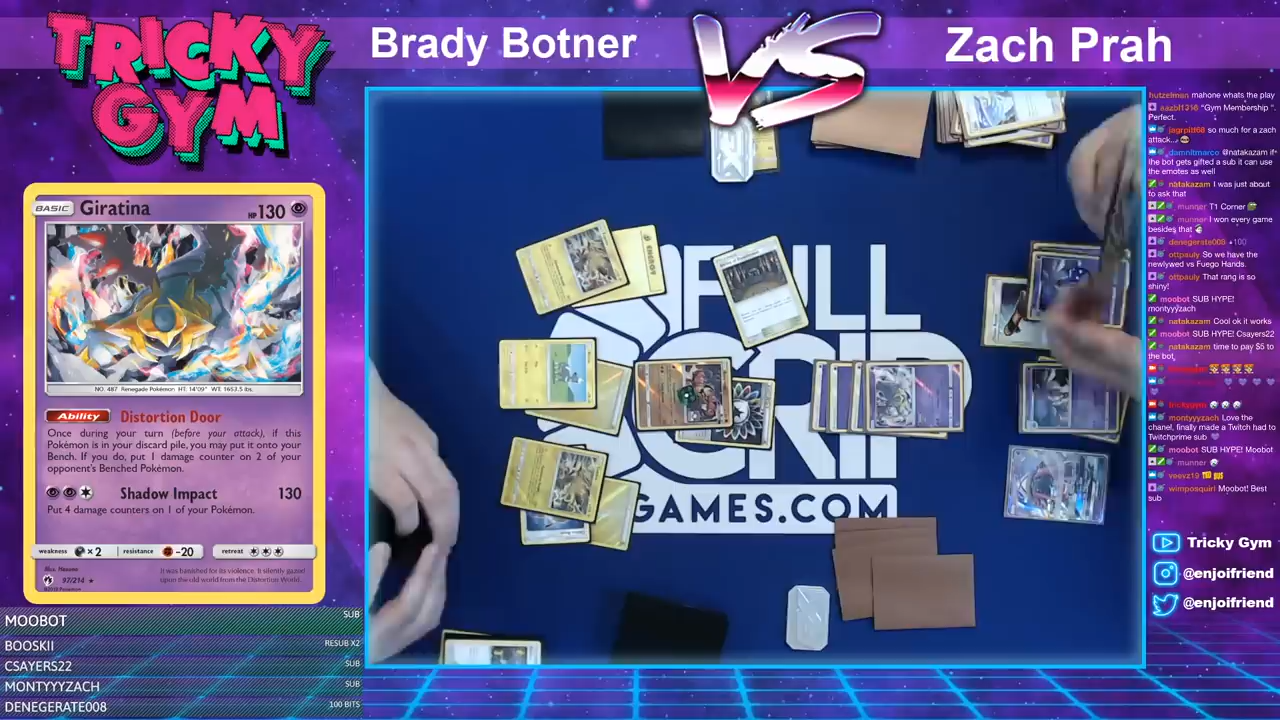 TRICKY
GYM
Brady Botner
VS
Zach Prah
BASIC
Giratina
HP130
NO. 487 Renegade Pokémon HT: 14'09" WT: 1653.5 lbs.
Ability Distortion Door
Once during your turn (before your attack), if this
Pokémon is in your discard pile, you may put it onto your
Bench. If you do, put 1 damage counter on 2 of your
opponent's Benched Pokémon.
Shadow Impact 130
Put 4 damage counters on 1 of your Pokémon.
weakness ×2 resistance -20 retreat
97/214
It was banished for its violence. It silently gazed
upon the old world from the Distortion World.
MOOBOT SUB
BOOSKII RESUB X2
CSAYERS22 SUB
MONTYYYZACH SUB
DENEGERATE008 100 BITS
FULL
GRIP
GAMES.COM
ENERGY
hutzelman mahone whats the play
aazbf1316 "Gym Membership"
Perfect.
jagrpitt68 so much for a zach
attack...
damnitmarco @natakazam if
the bot gets gifted a sub it can use
the emotes as well
natakazam I was just about
to ask that
munner T1 Corner
munner I won every game
besides that
denegerate008 +100
ottpauly So we have the
newlywed vs Fuego Hands.
ottpauly That rang is so
shiny!
moobot SUB HYPE!
montyyyzach
natakazam Cool ok it works
moobot SUB HYPE! Csayers22
natakazam time to pay $5 to
the bot
montyyyzach Love the
chanel, finally made a Twitch had to
Twitchprime sub
moobot SUB HYPE! Moobot
munner
veevz19
wimposquirl Moobot! Best
sub
Tricky Gym
@enjoifriend
@enjoifriend